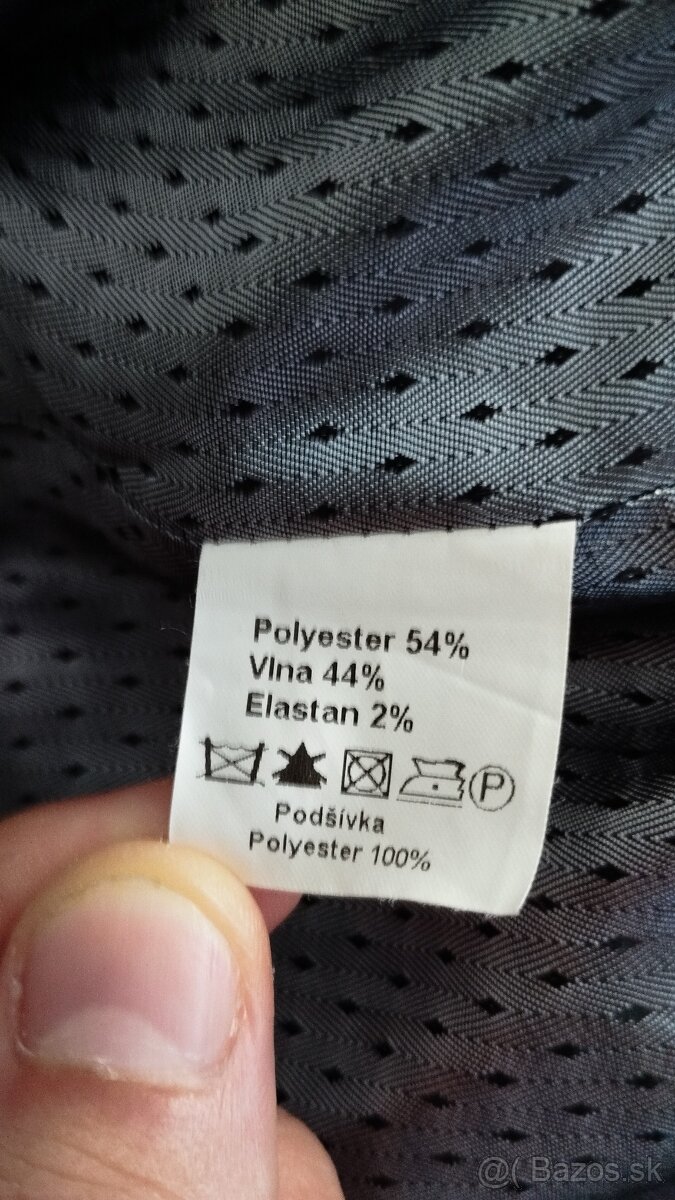 Polyester 54%
Vlna 44%
Elastan 2%
P
Podšívka
Polyester 100%
@( Bazos.sk